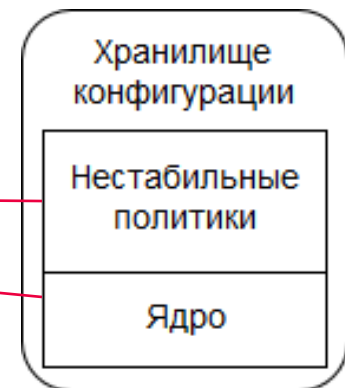 Хранилище
конфигурации
Нестабильные
политики
Ядро